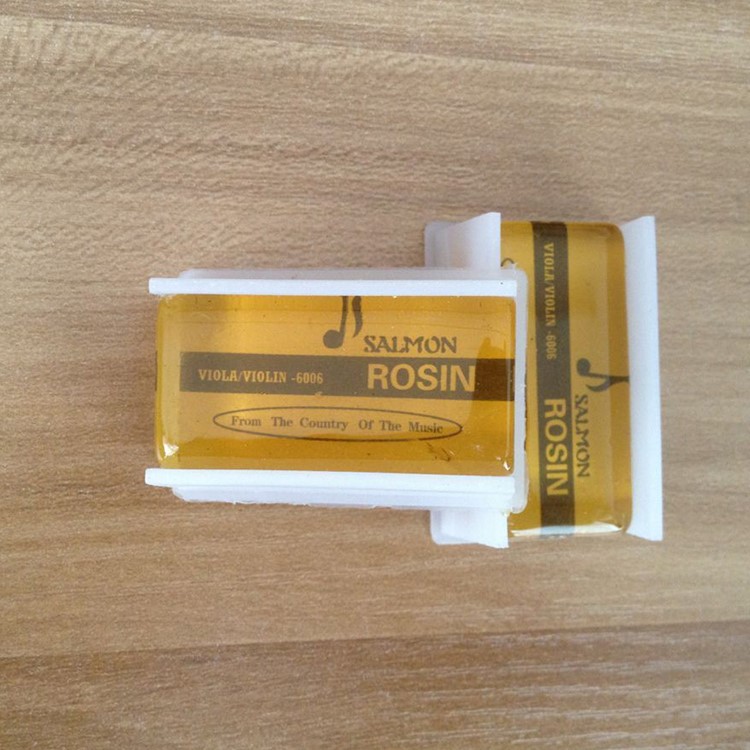 SALMON
VIOLA/VIOLIN -6006
ROSIN
From The Country Of The Music
VIOLA/VIOLIN -6006
SALMON
ROSIN